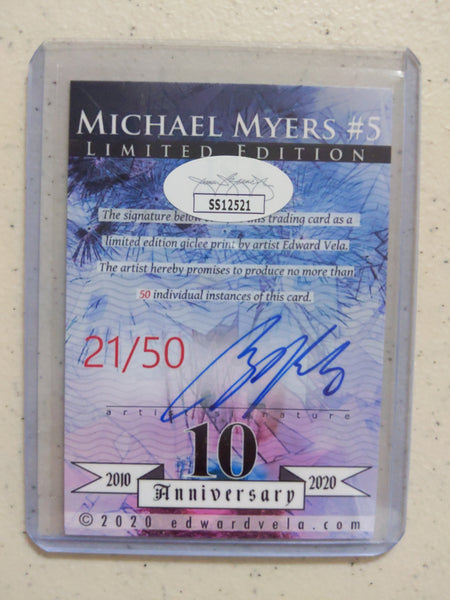 MICHAEL MYERS #5
LIMITED EDITION
SS12521
The signature below this trading card as a
limited edition giclee print by artist Edward Vela.
The artist hereby promises to produce no more than
50 individual instances of this card.
21/50
artist signature
10
2010 2020
Anniversary
© 2020 edwardvela.com